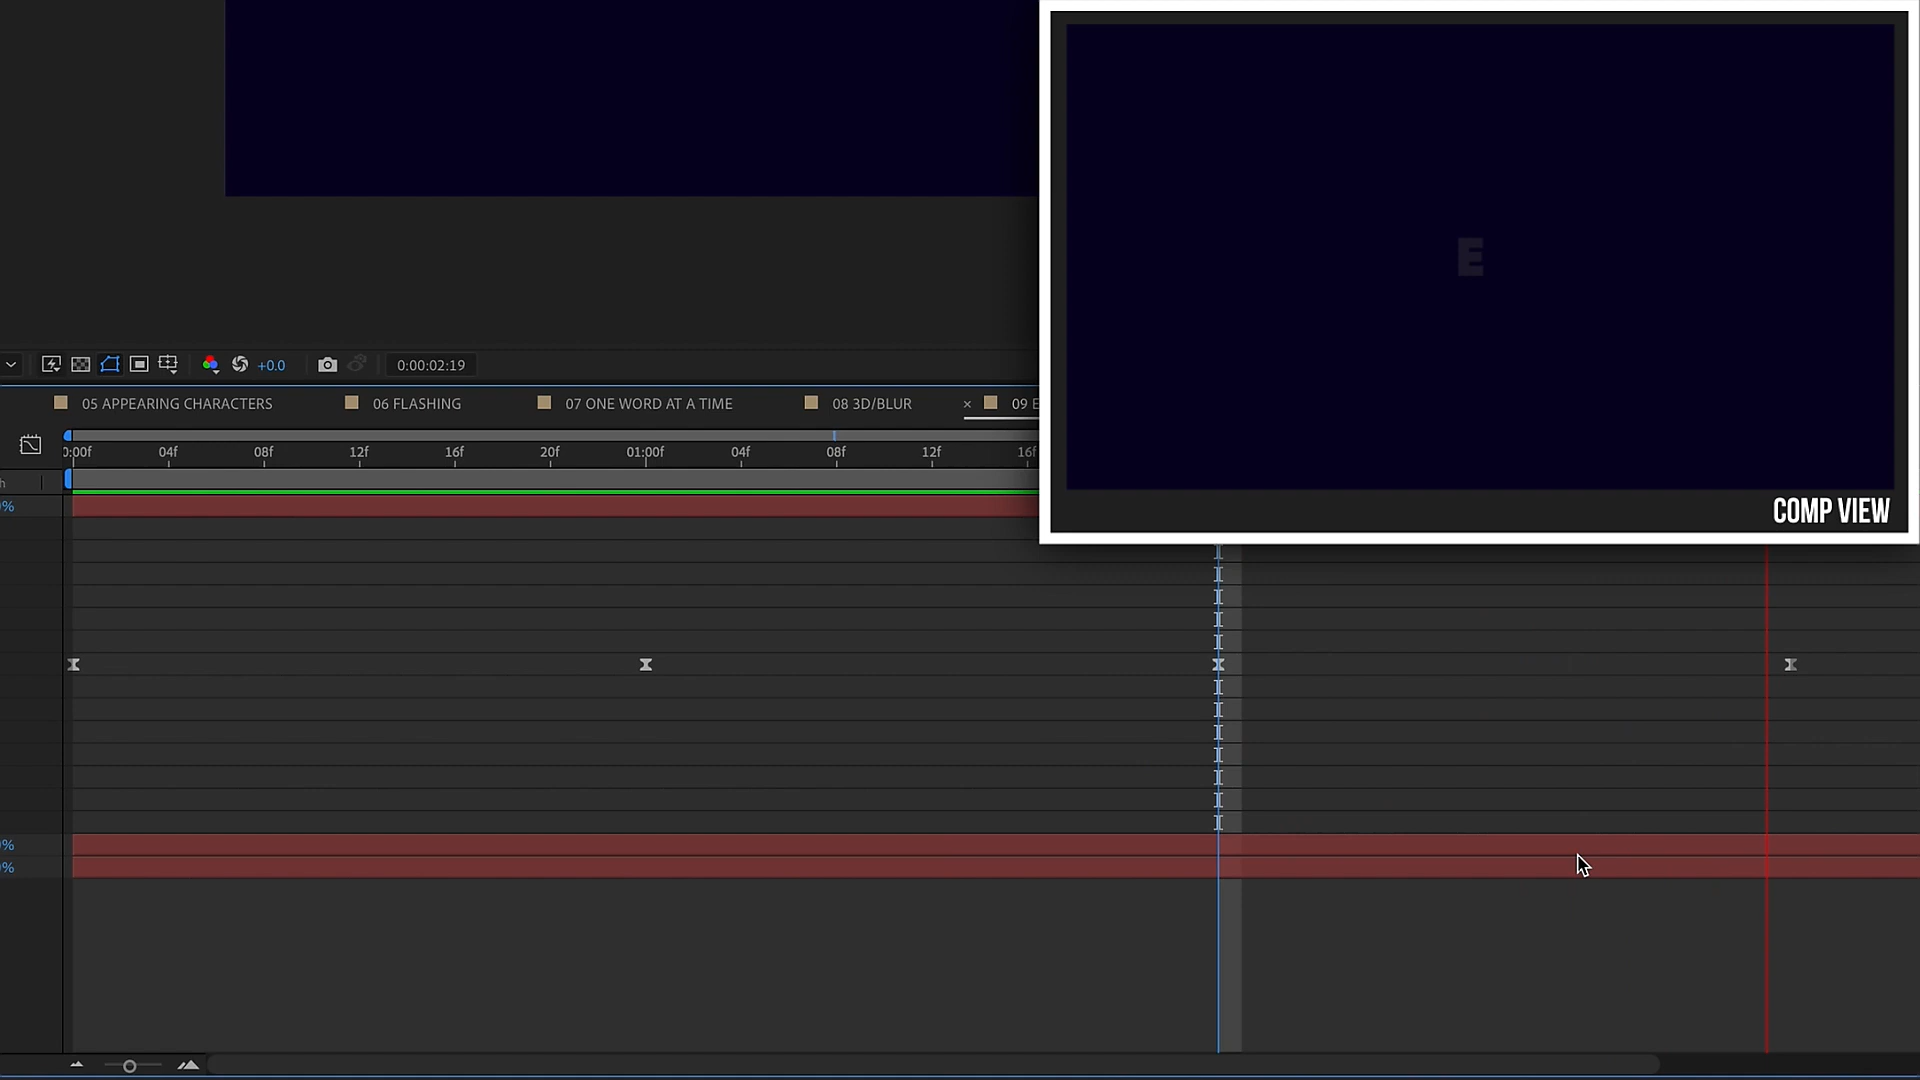 E
COMP VIEW
+0.0
0:00:02:19
05 APPEARING CHARACTERS
06 FLASHING
07 ONE WORD AT A TIME
08 3D/BLUR
× 09 E
0:00f 04f 08f 12f 16f 20f 01:00f 04f 08f 12f 16f
h
%
%
%